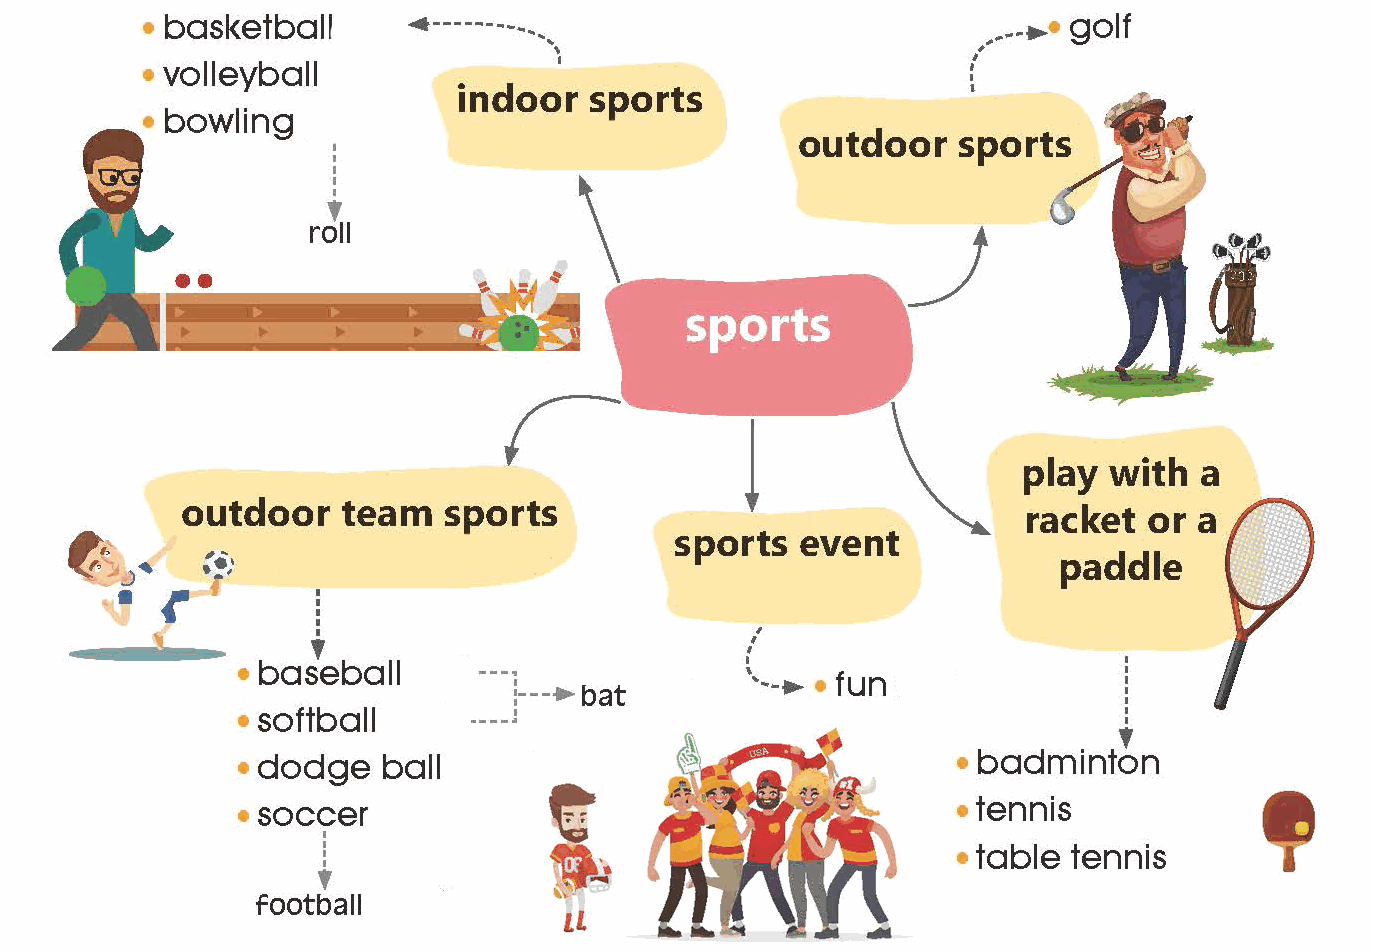 basketball
volleyball
bowling
roll
indoor sports
golf
outdoor sports
sports
outdoor team sports
baseball
softball
dodge ball
soccer
football
bat
sports event
fun
USA
play with a
racket or a
paddle
badminton
tennis
table tennis